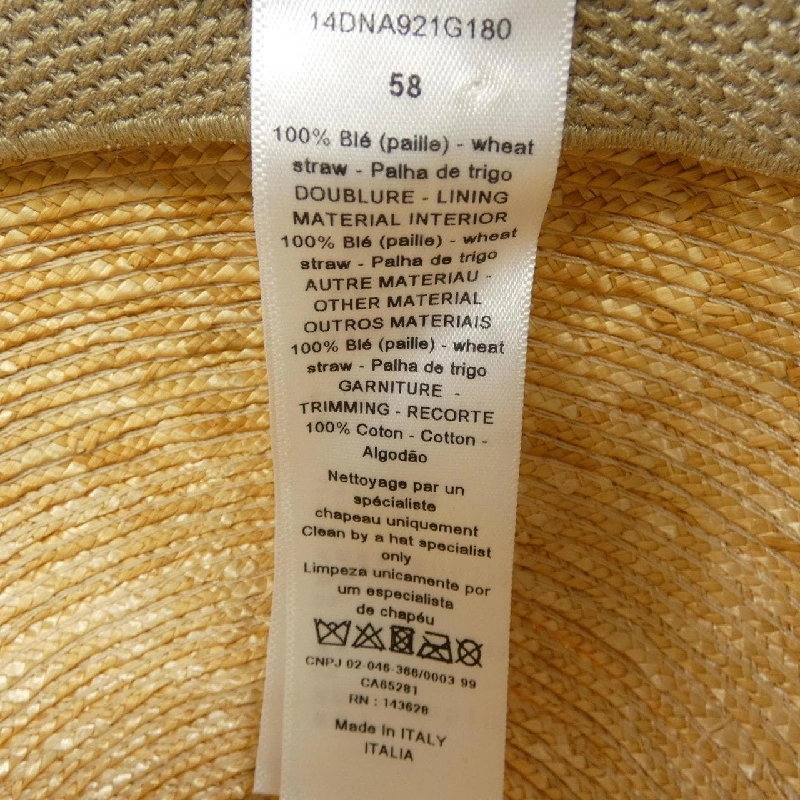 14DNA921G180
58
100% Blé (paille) - wheat
straw - Palha de trigo
DOUBLURE - LINING
MATERIAL INTERIOR
100% Blé (paille) - wheat
straw - Palha de trigo
AUTRE MATERIAU -
OTHER MATERIAL
OUTROS MATERIAIS
100% Blé (paille) - wheat
straw - Palha de trigo
GARNITURE -
TRIMMING - RECORTE
100% Coton - Cotton -
Algodão
Nettoyage par un
spécialiste
chapeau uniquement
Clean by a hat specialist
only
Limpeza unicamente por
um especialista
de chapéu
CNPJ 02-046-366/0003 99
CA65281
RN : 143628
Made in ITALY
ITALIA